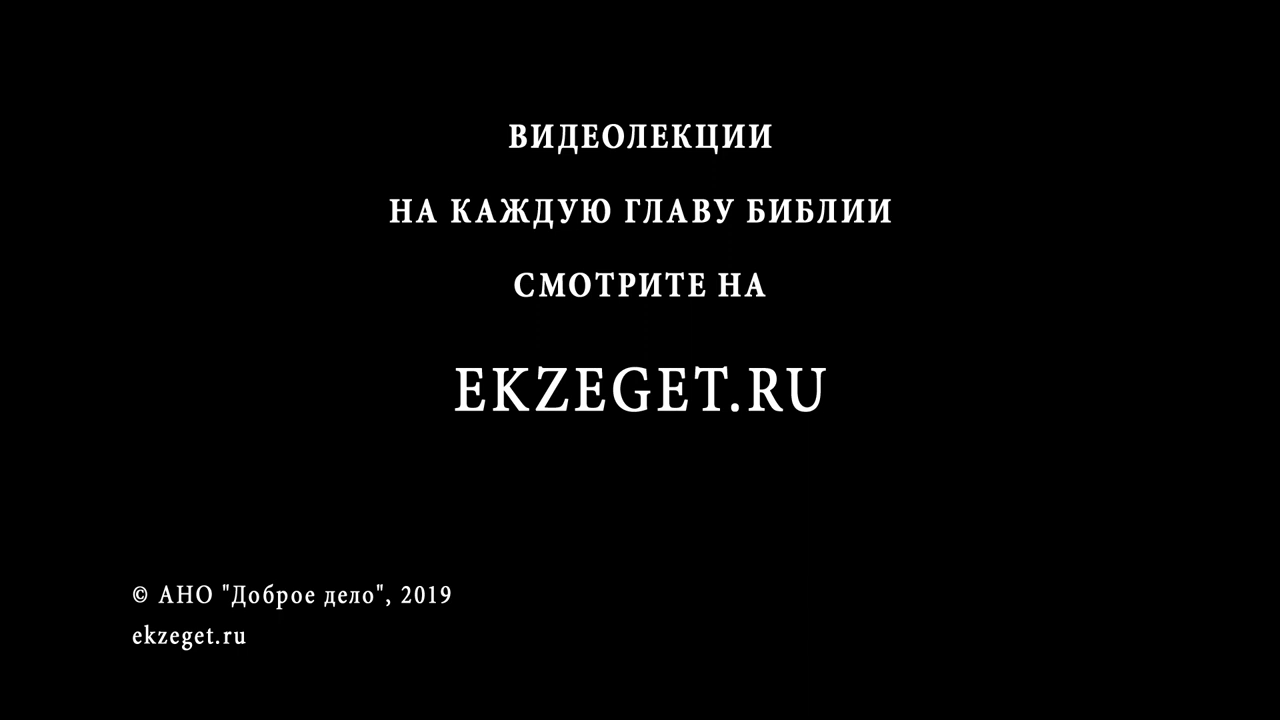 ВИДЕОЛЕКЦИИ
НА КАЖДУЮ ГЛАВУ БИБЛИИ
СМОТРИТЕ НА
EKZEGET.RU
© АНО "Доброе дело", 2019
ekzeget.ru